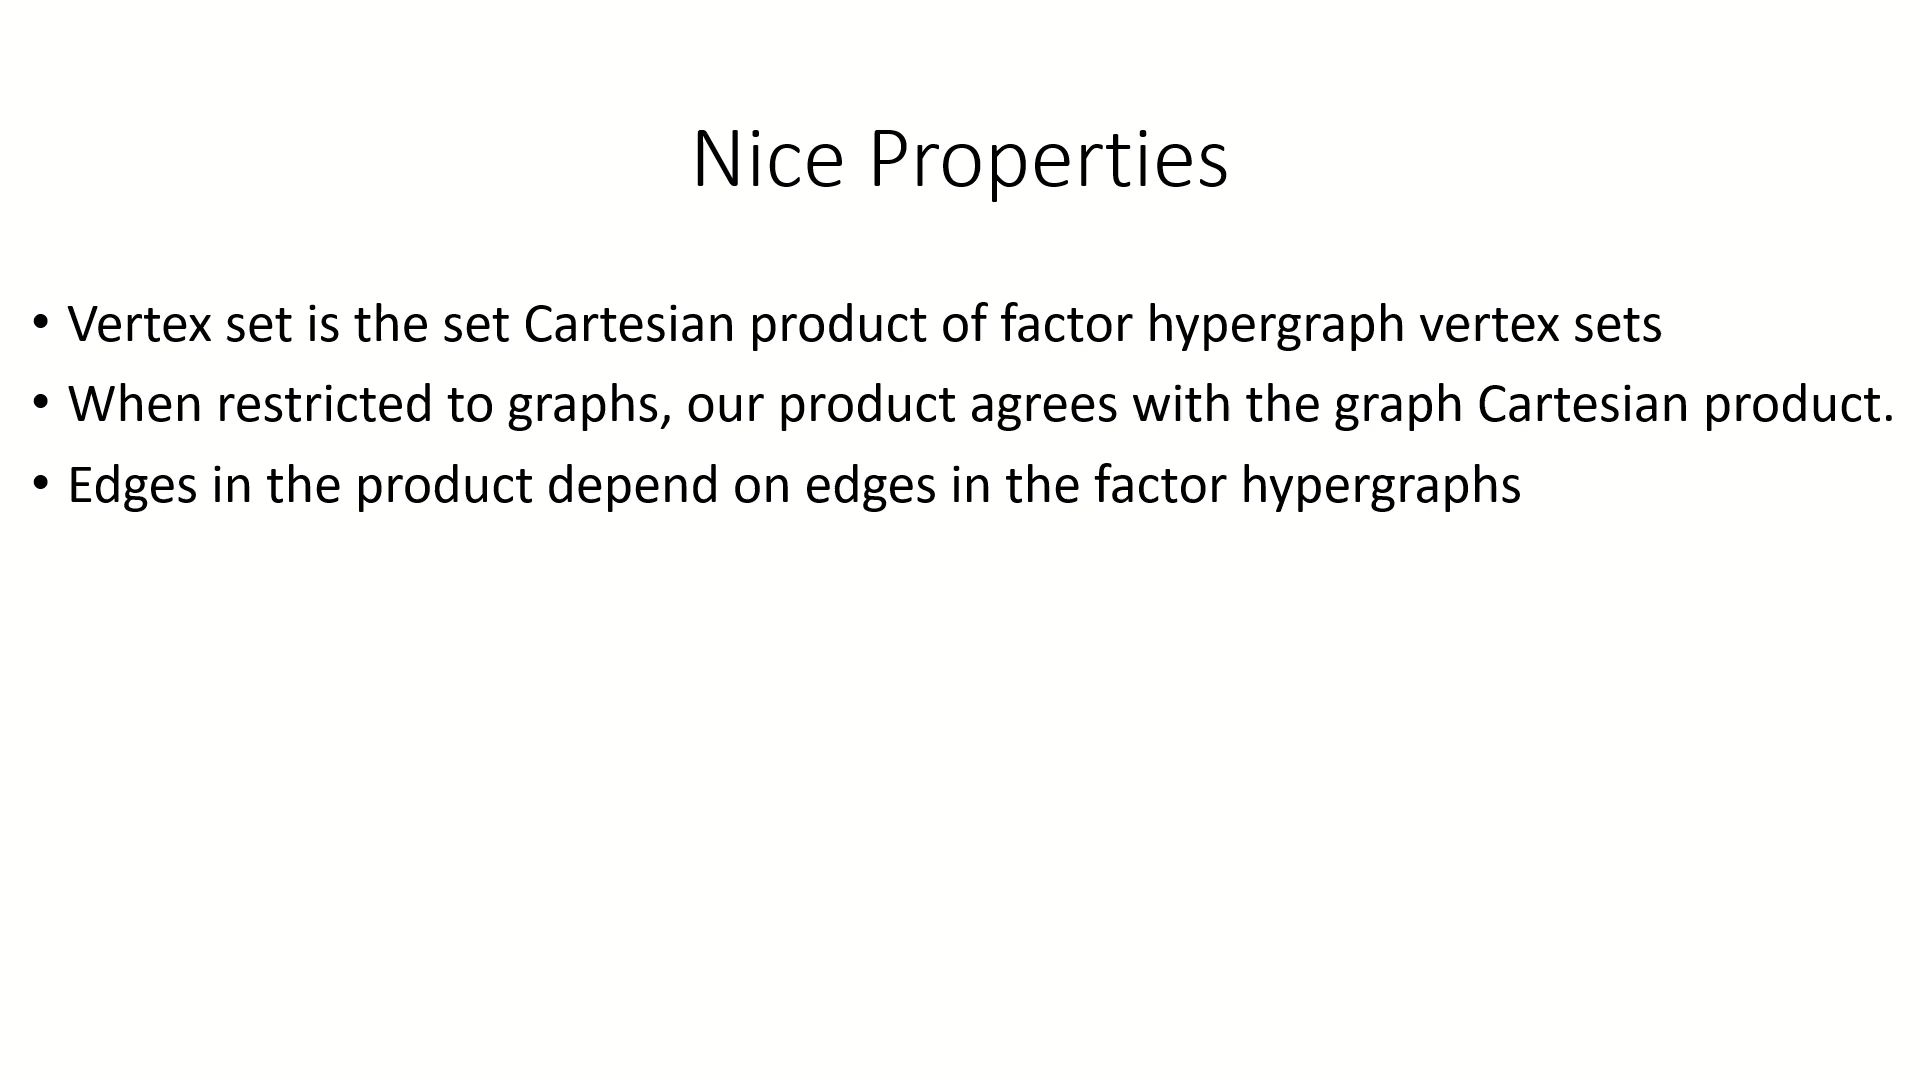 Nice Properties
• Vertex set is the set Cartesian product of factor hypergraph vertex sets
• When restricted to graphs, our product agrees with the graph Cartesian product.
• Edges in the product depend on edges in the factor hypergraphs